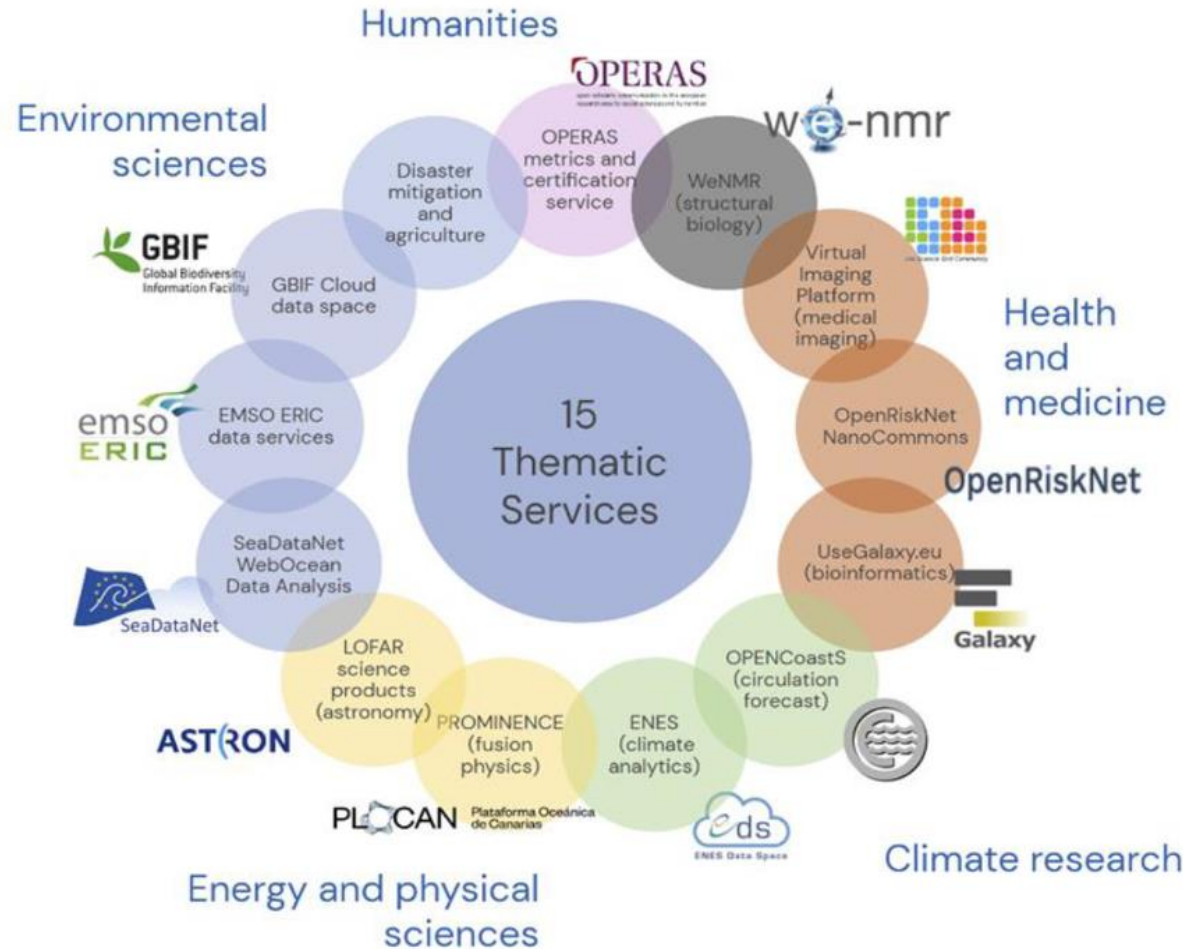 Humanities
OPERAS
Environmental
sciences
we-nmr
OPERAS
metrics and
certification
service
Disaster
mitigation
and
agriculture
WeNMR
(structural
biology)
GBIF
Global Biodiversity
Information Facility
GBIF Cloud
data space
Virtual
Imaging
Platform
(medical
imaging)
Health
and
medicine
15
Thematic
Services
emso
ERIC
EMSO ERIC
data services
OpenRiskNet
NanoCommons
OpenRiskNet
SeaDataNet
WebOcean
Data Analysis
SeaDataNet
UseGalaxy.eu
(bioinformatics)
Galaxy
LOFAR
science
products
(astronomy)
OPENCoastS
(circulation
forecast)
PROMINENCE
(fusion
physics)
ENES
(climate
analytics)
ASTRON
PLOCAN
Plataforma Oceánica
de Canarias
eds
ENES Data Space
Climate research
Energy and physical
sciences